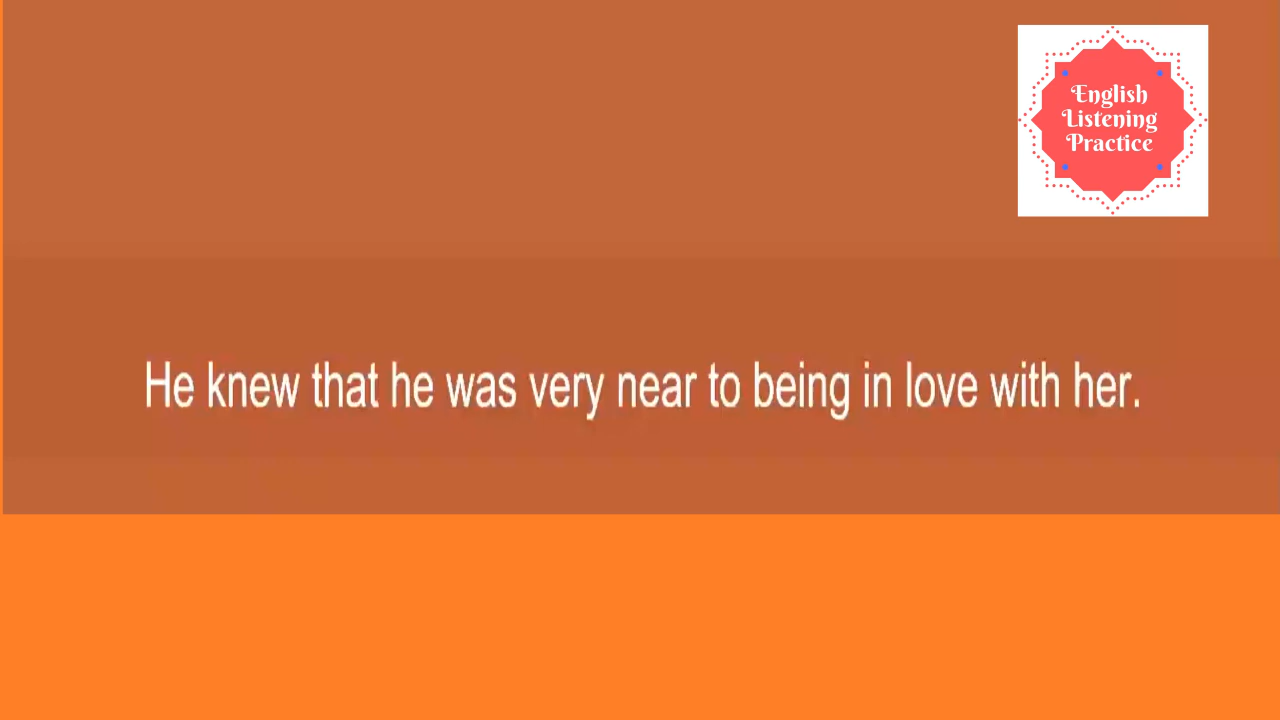 English
Listening
Practice
He knew that he was very near to being in love with her.